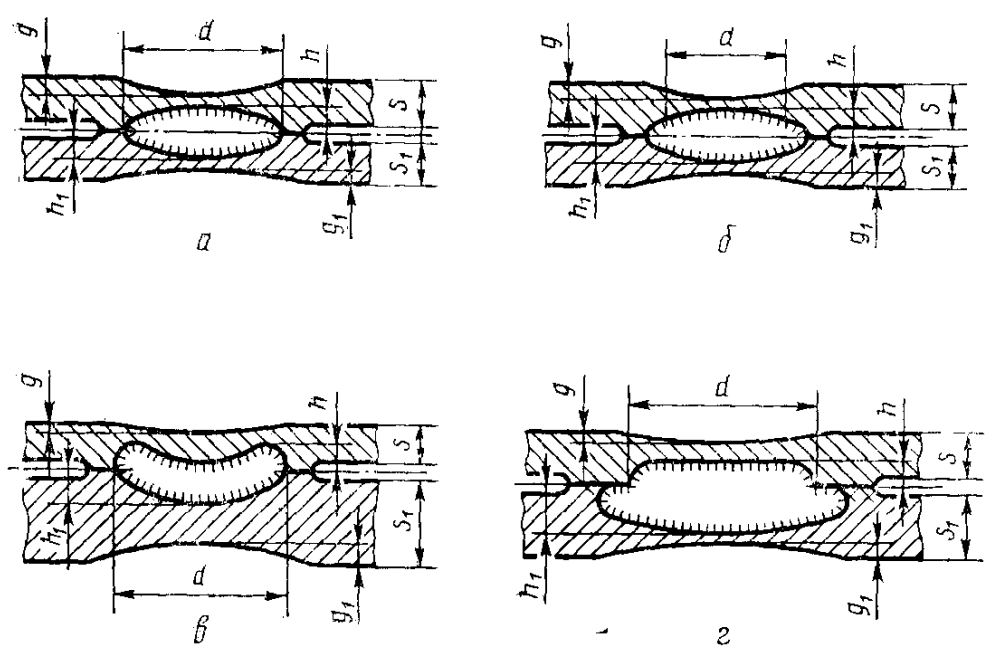 g d h S
h₁ g₁ S₁
а
g d h S
h₁ g₁ S₁
б
g h S
h₁ d g₁ S₁
в
g d h S
h₁ g₁ S₁
г